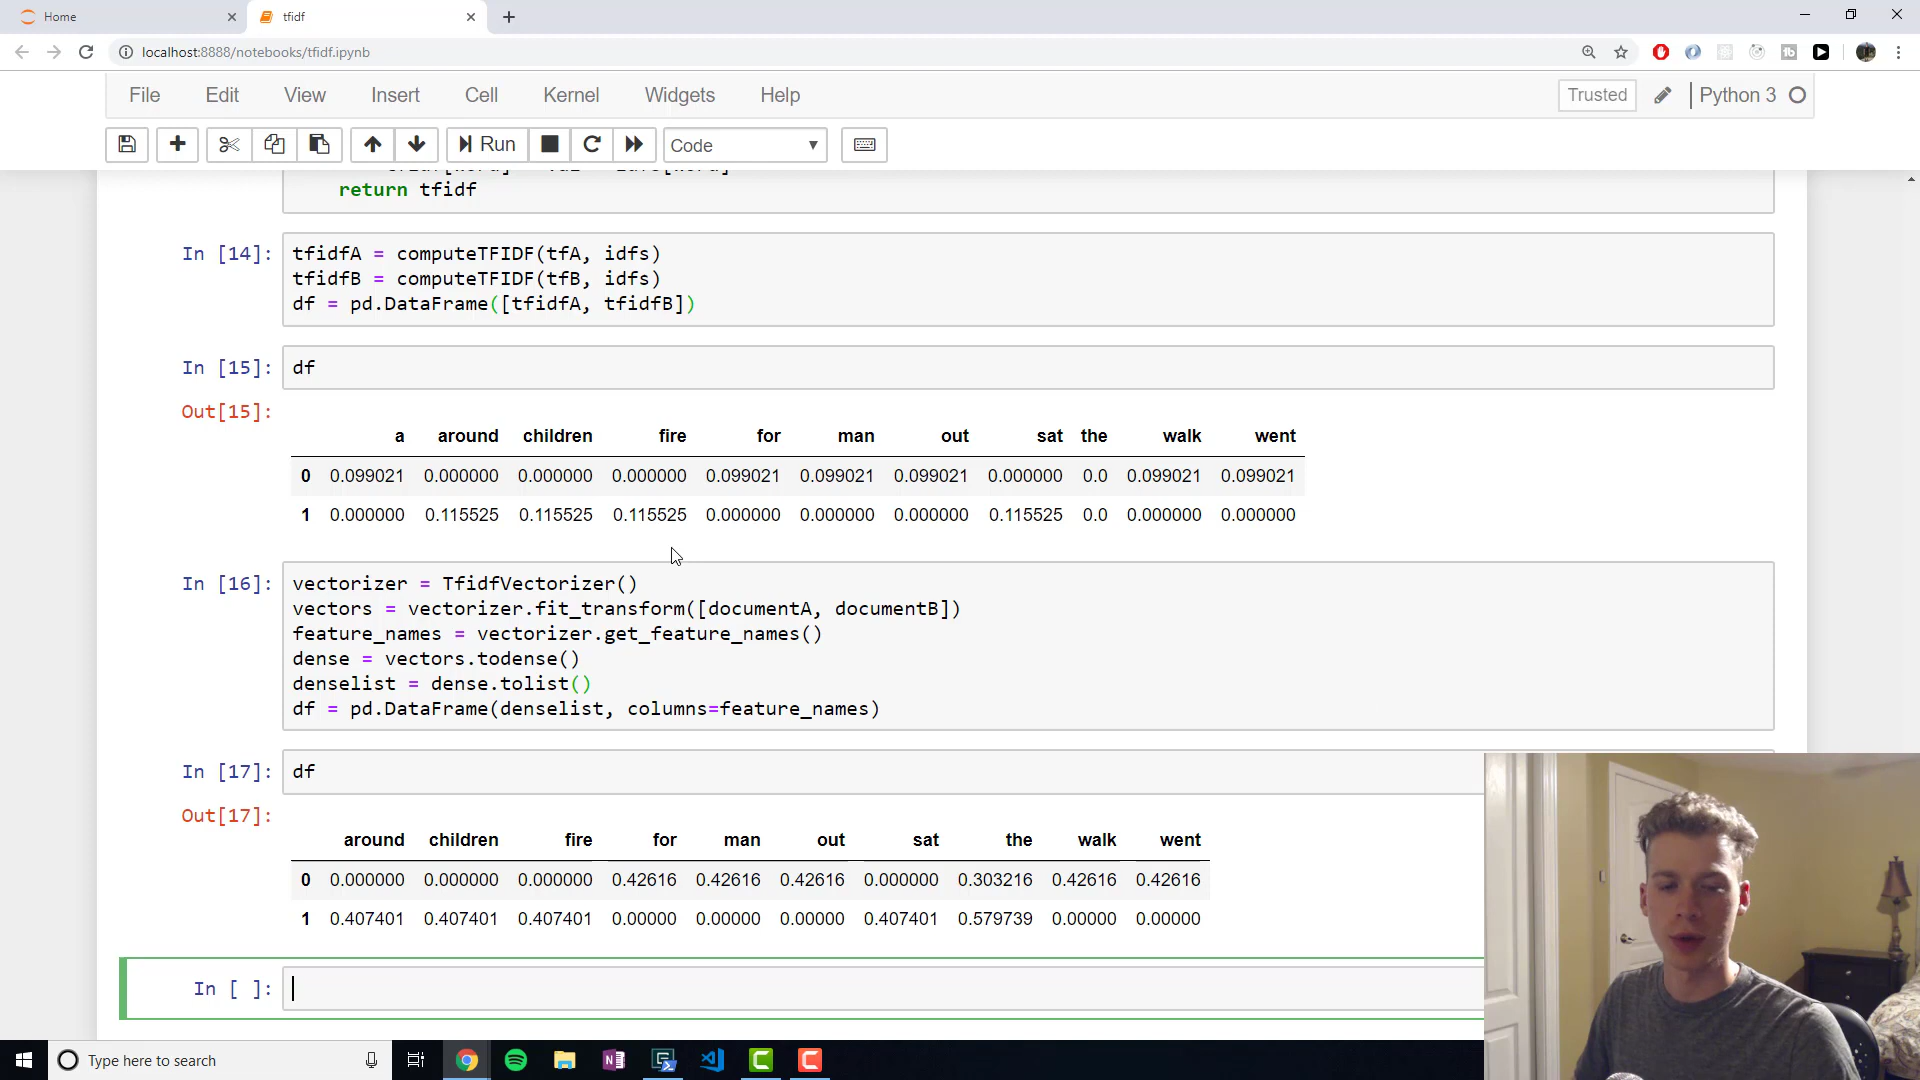 Home
tfidf
localhost:8888/notebooks/tfidf.ipynb
File Edit View Insert Cell Kernel Widgets Help
Trusted
Python 3
Run
Code
return tfidf
In [14]:
tfidfA = computeTFIDF(tfA, idfs)
tfidfB = computeTFIDF(tfB, idfs)
df = pd.DataFrame([tfidfA, tfidfB])
In [15]:
df
Out[15]:
a around children fire for man out sat the walk went
0 0.099021 0.000000 0.000000 0.000000 0.099021 0.099021 0.099021 0.000000 0.0 0.099021 0.099021
1 0.000000 0.115525 0.115525 0.115525 0.000000 0.000000 0.000000 0.115525 0.0 0.000000 0.000000
In [16]:
vectorizer = TfidfVectorizer()
vectors = vectorizer.fit_transform([documentA, documentB])
feature_names = vectorizer.get_feature_names()
dense = vectors.todense()
denselist = dense.tolist()
df = pd.DataFrame(denselist, columns=feature_names)
In [17]:
df
Out[17]:
around children fire for man out sat the walk went
0 0.000000 0.000000 0.000000 0.42616 0.42616 0.42616 0.000000 0.303216 0.42616 0.42616
1 0.407401 0.407401 0.407401 0.00000 0.00000 0.00000 0.407401 0.579739 0.00000 0.00000
In [ ]:
Type here to search